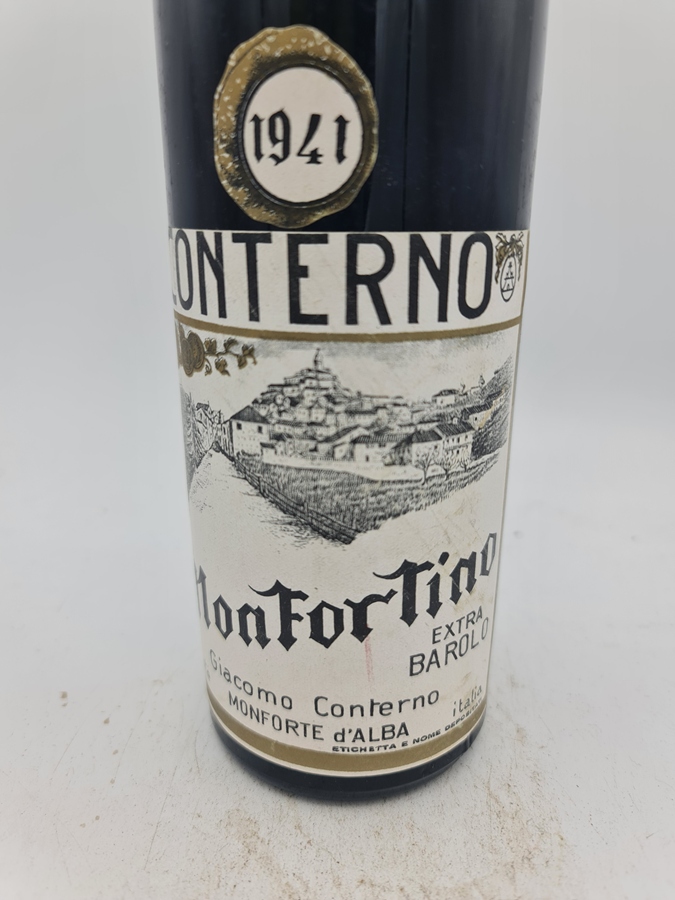 1941
CONTERNO
Monfortino
EXTRA
BAROLO
Giacomo Conterno
italia
MONFORTE d'ALBA
ETICHETTA E NOME